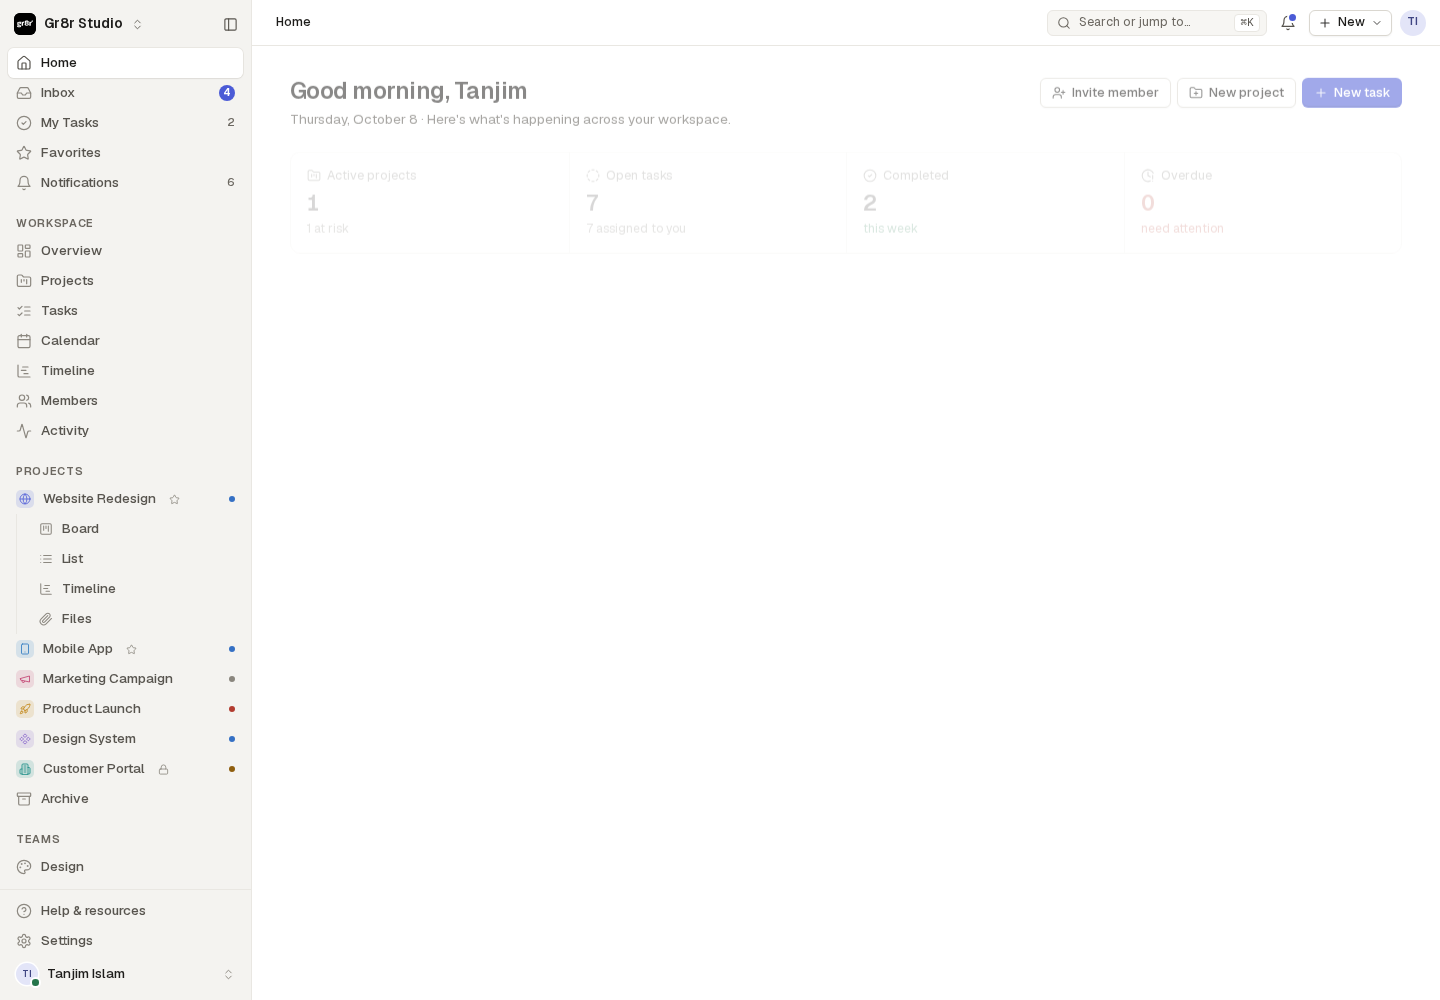 gr8r Gr8r Studio
Home
Inbox 4
My Tasks 2
Favorites
Notifications 6
WORKSPACE
Overview
Projects
Tasks
Calendar
Timeline
Members
Activity
PROJECTS
Website Redesign
Board
List
Timeline
Files
Mobile App
Marketing Campaign
Product Launch
Design System
Customer Portal
Archive
TEAMS
Design
Help & resources
Settings
TI Tanjim Islam
Home
Search or jump to... ⌘K
New
TI
Good morning, Tanjim
Thursday, October 8 · Here's what's happening across your workspace.
Invite member
New project
New task
Active projects
1
1 at risk
Open tasks
7
7 assigned to you
Completed
2
this week
Overdue
0
need attention